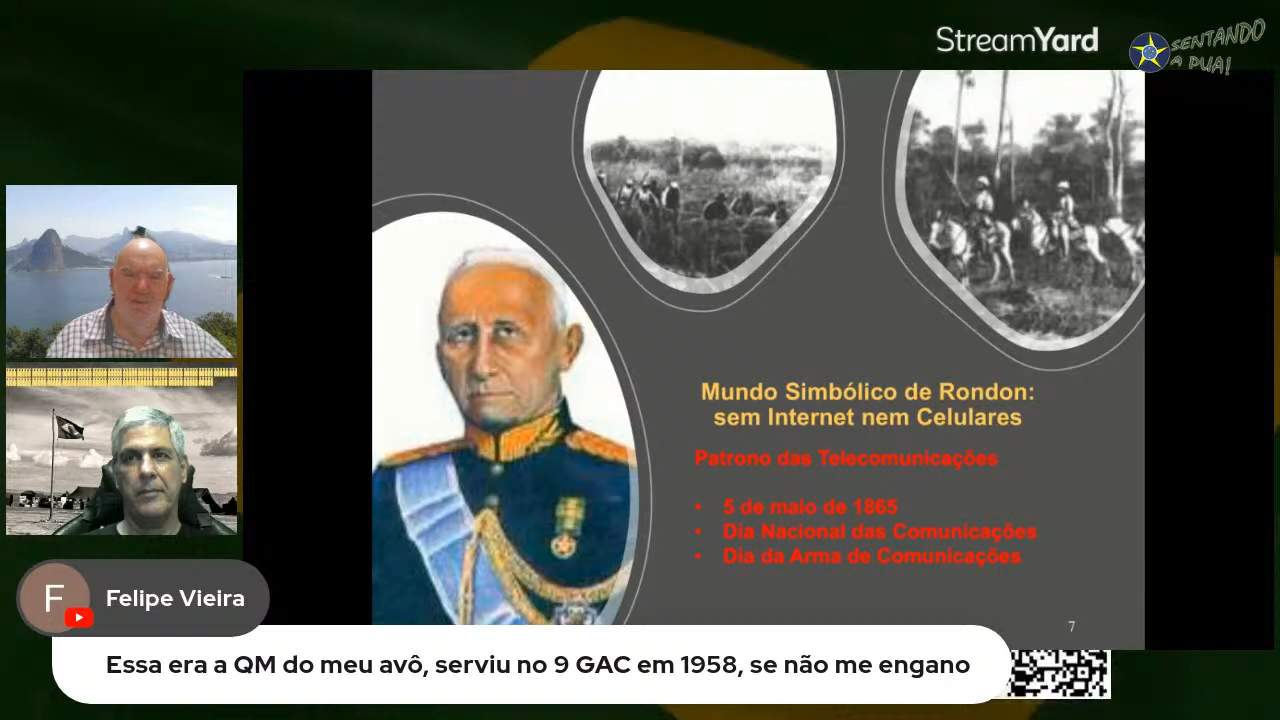 StreamYard
SENTANDO
A PUA!
Mundo Simbólico de Rondon:
sem Internet nem Celulares
Patrono das Telecomunicações
• 5 de maio de 1865
• Dia Nacional das Comunicações
• Dia da Arma de Comunicações
7
F
Felipe Vieira
Essa era a QM do meu avô, serviu no 9 GAC em 1958, se não me engano